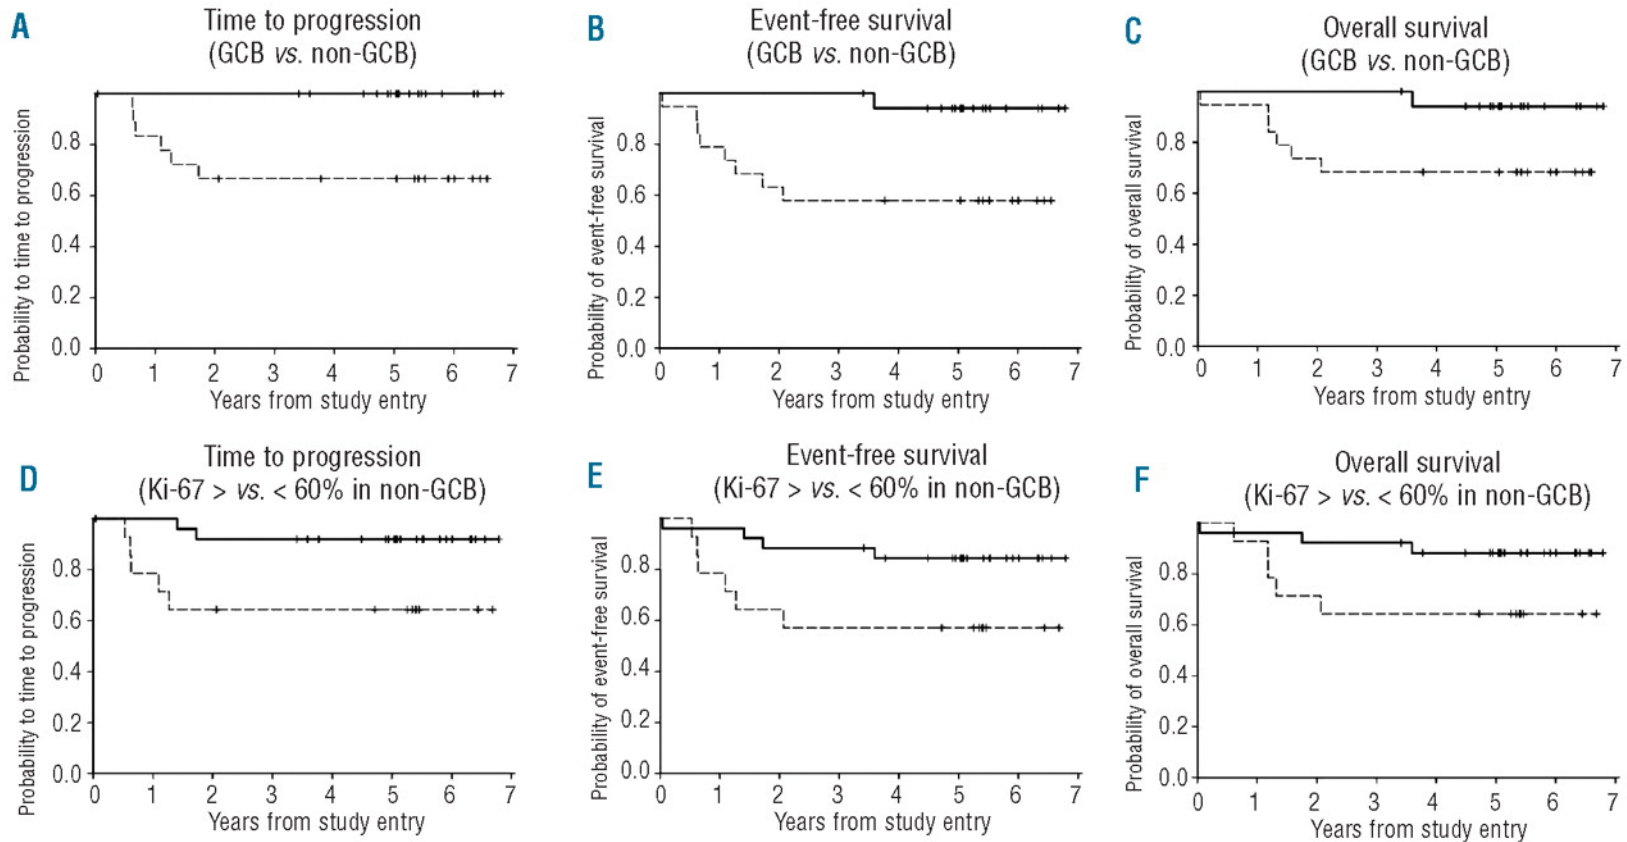 A
Time to progression
(GCB vs. non-GCB)
Probability to time to progression
0.8
0.6
0.4
0.2
0.0
0 1 2 3 4 5 6 7
Years from study entry
B
Event-free survival
(GCB vs. non-GCB)
Probability of event-free survival
0.8
0.6
0.4
0.2
0.0
0 1 2 3 4 5 6 7
Years from study entry
C
Overall survival
(GCB vs. non-GCB)
Probability of overall survival
0.8
0.6
0.4
0.2
0.0
0 1 2 3 4 5 6 7
Years from study entry
D
Time to progression
(Ki-67 > vs. < 60% in non-GCB)
Probability to time to progression
0.8
0.6
0.4
0.2
0.0
0 1 2 3 4 5 6 7
Years from study entry
E
Event-free survival
(Ki-67 > vs. < 60% in non-GCB)
Probability of event-free survival
0.8
0.6
0.4
0.2
0.0
0 1 2 3 4 5 6 7
Years from study entry
F
Overall survival
(Ki-67 > vs. < 60% in non-GCB)
Probability of overall survival
0.8
0.6
0.4
0.2
0.0
0 1 2 3 4 5 6 7
Years from study entry